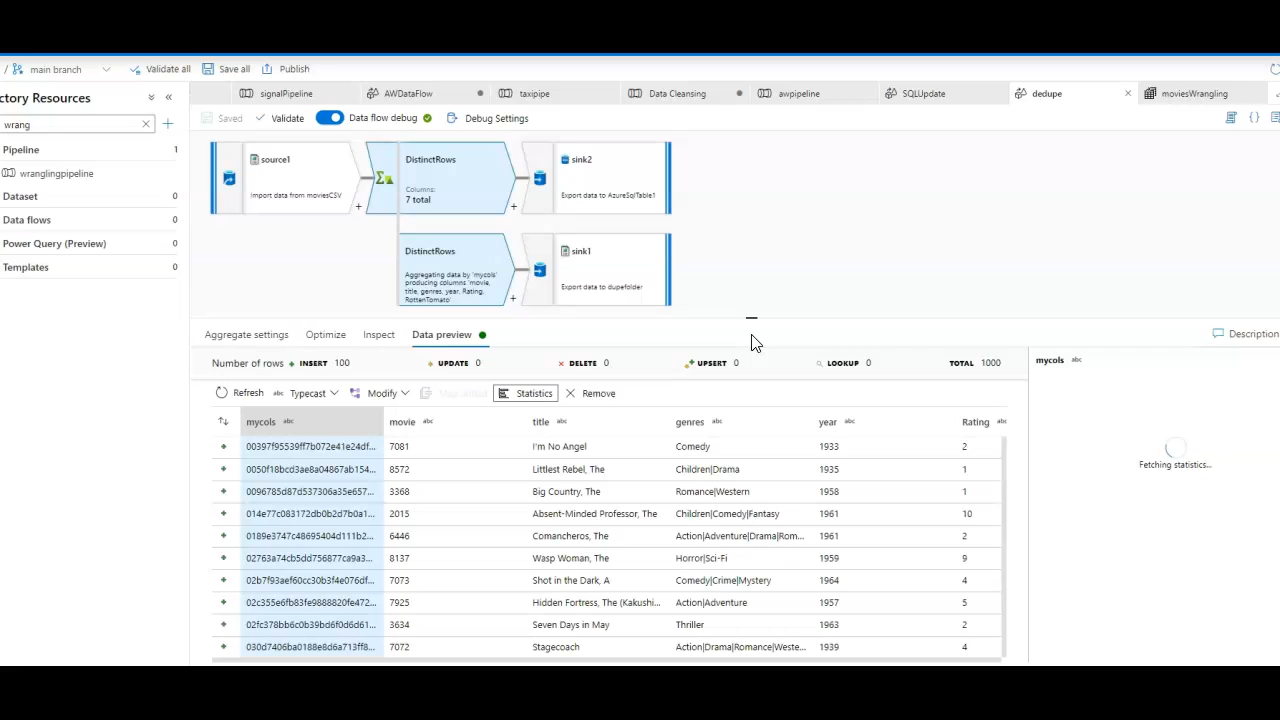 / main branch Validate all Save all Publish
ctory Resources
signalPipeline AWDataFlow taxipipe Data Cleansing awpipeline SQLUpdate dedupe moviesWrangling
wrang
Saved Validate Data flow debug Debug Settings
Pipeline 1
wranglingpipeline
Dataset 0
Data flows 0
Power Query (Preview) 0
Templates 0
source1
Import data from moviesCSV
DistinctRows
Columns:
7 total
sink2
Export data to AzureSqlTable1
DistinctRows
Aggregating data by 'mycols'
producing columns 'movie,
title, genres, year, Rating,
RottenTomato'
sink1
Export data to dupefolder
Aggregate settings Optimize Inspect Data preview Description
Number of rows INSERT 100 UPDATE 0 DELETE 0 UPSERT 0 LOOKUP 0 TOTAL 1000
mycols abc
Refresh abc Typecast Modify Statistics Remove
mycols abc movie abc title abc genres abc year abc Rating abc
00397f95539ff7b072e41e24df... 7081 I'm No Angel Comedy 1933 2
0050f18bcd3ae8a04867ab154... 8572 Littlest Rebel, The Children|Drama 1935 1
0096785d87d537306a35e657... 3368 Big Country, The Romance|Western 1958 1
014e77c083172db0b2d7b0a1... 2015 Absent-Minded Professor, The Children|Comedy|Fantasy 1961 10
0189e3747c48695404d111b2... 6446 Comancheros, The Action|Adventure|Drama|Rom... 1961 2
02763a74cb5dd756877ca9a3... 8137 Wasp Woman, The Horror|Sci-Fi 1959 9
02b7f93aef60cc30b3f4e076df... 7073 Shot in the Dark, A Comedy|Crime|Mystery 1964 4
02c355e6fb83fe9888820fe472... 7925 Hidden Fortress, The (Kakushi... Action|Adventure 1957 5
02fc378bb6c0b39bd6f0d6d61... 3634 Seven Days in May Thriller 1963 2
030d7406ba0188e8d6a713ff8... 7072 Stagecoach Action|Drama|Romance|Weste... 1939 4
Fetching statistics...